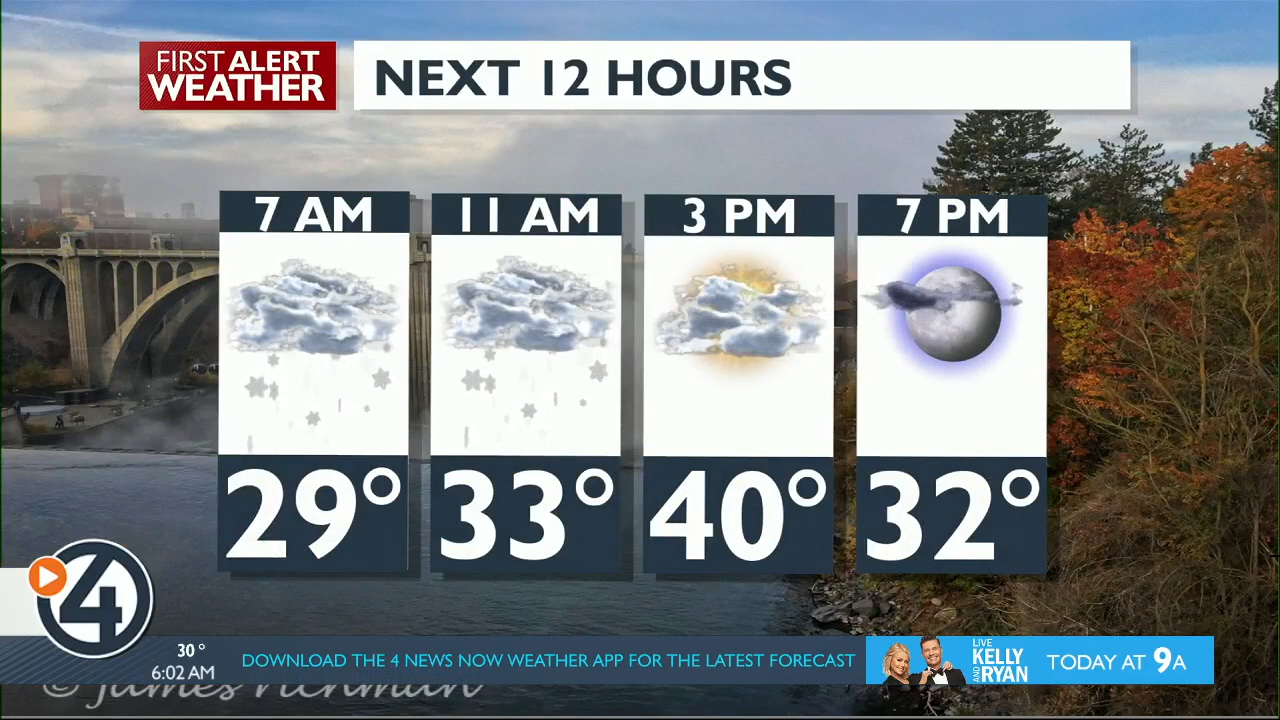 FIRST ALERT
WEATHER
NEXT 12 HOURS
7 AM
11 AM
3 PM
7 PM
29°
33°
40°
32°
4
30°
6:02 AM
DOWNLOAD THE 4 NEWS NOW WEATHER APP FOR THE LATEST FORECAST
LIVE
KELLY
AND RYAN
TODAY AT 9A
© James Richman